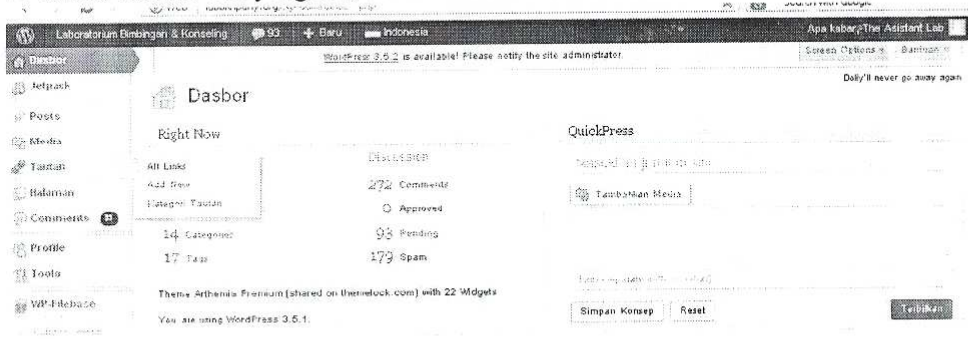 Search with Google
Laboratorium Bimbingan & Konseling 93 + Baru Indonesia Apa kabar, The Asistant Lab
WordPress 3.5.2 is available! Please notify the site administrator. Screen Options Bantuan
Dolly'll never go away again
Dasbor
Jetpack
Posts
Media
Tautan
Halaman
Comments
Profile
Tools
WP-Filebase
Dasbor
Right Now
All Links
Add New
Kategori Tautan
14 Categories
17 Tags
Discussion
272 Comments
0 Approved
93 Pending
179 Spam
Theme Arthemia Premium (shared on themelock.com) with 22 Widgets
You are using WordPress 3.5.1.
QuickPress
Tambahkan Media
Simpan Konsep Reset Terbitkan